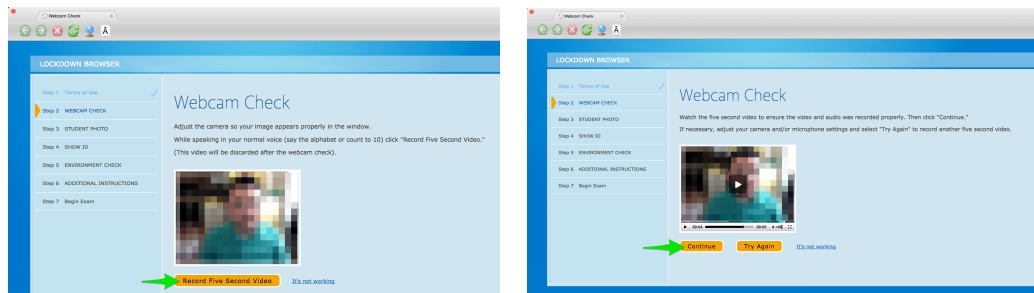 Webcam Check
LOCKDOWN BROWSER
Step 1 Terms of Use
Step 2 WEBCAM CHECK
Step 3 STUDENT PHOTO
Step 4 SHOW ID
Step 5 ENVIRONMENT CHECK
Step 6 ADDITIONAL INSTRUCTIONS
Step 7 Begin Exam
Webcam Check
Adjust the camera so your image appears properly in the window.
While speaking in your normal voice (say the alphabet or count to 10) click "Record Five Second Video."
(This video will be discarded after the webcam check).
Record Five Second Video
It's not working
Webcam Check
LOCKDOWN BROWSER
Step 1 Terms of Use
Step 2 WEBCAM CHECK
Step 3 STUDENT PHOTO
Step 4 SHOW ID
Step 5 ENVIRONMENT CHECK
Step 6 ADDITIONAL INSTRUCTIONS
Step 7 Begin Exam
Webcam Check
Watch the five second video to ensure the video and audio was recorded properly. Then click "Continue."
If necessary, adjust your camera and/or microphone settings and select "Try Again" to record another five second video.
00:04 00:05
Continue Try Again It's not working